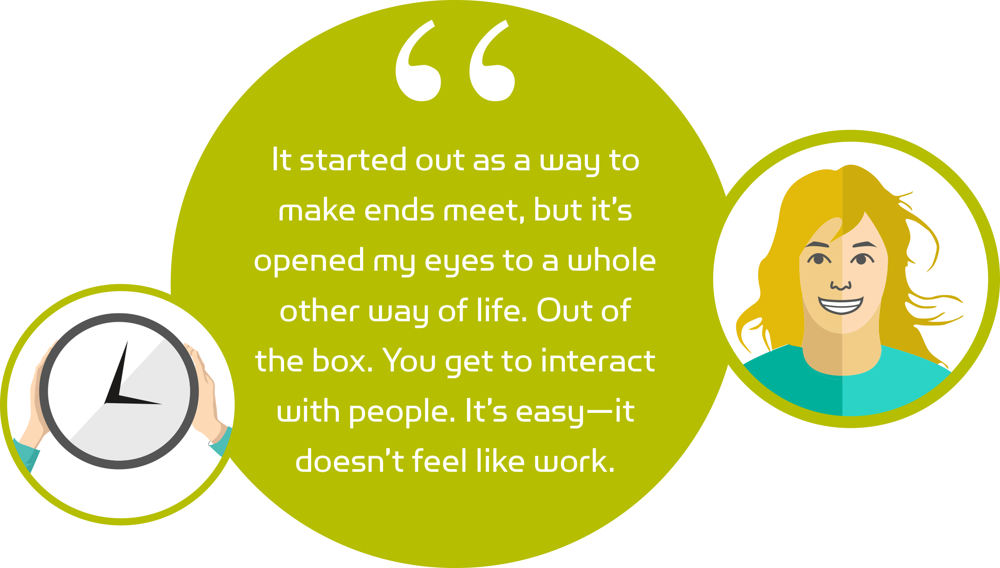 “
It started out as a way to
make ends meet, but it’s
opened my eyes to a whole
other way of life. Out of
the box. You get to interact
with people. It’s easy—it
doesn’t feel like work.